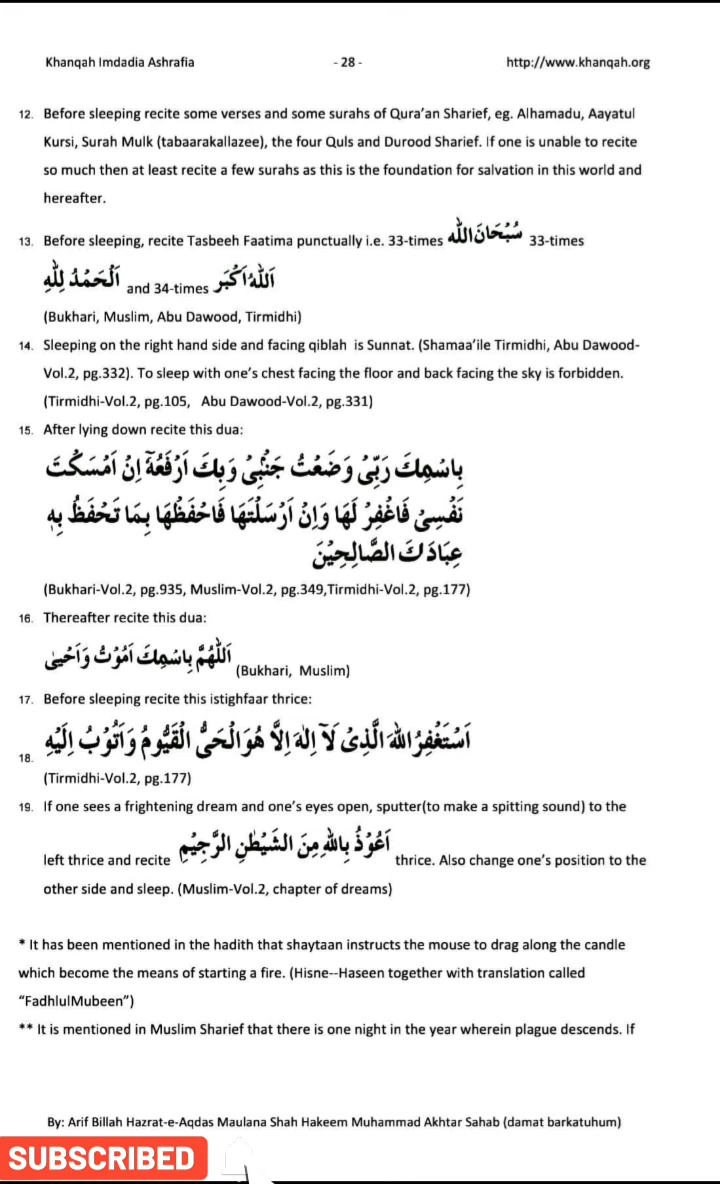 Khanqah Imdadia Ashrafia - 28 - http://www.khanqah.org
12. Before sleeping recite some verses and some surahs of Qura'an Sharief, eg. Alhamadu, Aayatul
Kursi, Surah Mulk (tabaarakallazee), the four Quls and Durood Sharief. If one is unable to recite
so much then at least recite a few surahs as this is the foundation for salvation in this world and
hereafter.
13. Before sleeping, recite Tasbeeh Faatima punctually i.e. 33-times سُبْحَانَ اللّٰه 33-times
اَلْحَمْدُ لِلّٰهِ and 34-times اَللّٰهُ اَكْبَر
(Bukhari, Muslim, Abu Dawood, Tirmidhi)
14. Sleeping on the right hand side and facing qiblah is Sunnat. (Shamaa'ile Tirmidhi, Abu Dawood-
Vol.2, pg.332). To sleep with one's chest facing the floor and back facing the sky is forbidden.
(Tirmidhi-Vol.2, pg.105, Abu Dawood-Vol.2, pg.331)
15. After lying down recite this dua:
بِاسْمِكَ رَبِّيْ وَضَعْتُ جَنْبِيْ وَبِكَ اَرْفَعُهٗٓ اِنْ اَمْسَكْتَ
نَفْسِيْ فَاغْفِرْ لَهَا وَاِنْ اَرْسَلْتَهَا فَاحْفَظْهَا بِمَا تَحْفَظُ بِهٖ
عِبَادَكَ الصَّالِحِيْنَ
(Bukhari-Vol.2, pg.935, Muslim-Vol.2, pg.349,Tirmidhi-Vol.2, pg.177)
16. Thereafter recite this dua:
اَللّٰهُمَّ بِاسْمِكَ اَمُوْتُ وَاَحْيٰى (Bukhari, Muslim)
17. Before sleeping recite this istighfaar thrice:
18. اَسْتَغْفِرُ اللّٰهَ الَّذِيْ لَآ اِلٰهَ اِلَّا هُوَ الْحَيُّ الْقَيُّومُ وَاَتُوْبُ اِلَيْهِ
(Tirmidhi-Vol.2, pg.177)
19. If one sees a frightening dream and one's eyes open, sputter(to make a spitting sound) to the
left thrice and recite اَعُوْذُ بِاللّٰهِ مِنَ الشَّيْطٰنِ الرَّجِيْمِ thrice. Also change one's position to the
other side and sleep. (Muslim-Vol.2, chapter of dreams)
* It has been mentioned in the hadith that shaytaan instructs the mouse to drag along the candle
which become the means of starting a fire. (Hisne--Haseen together with translation called
"FadhlulMubeen")
** It is mentioned in Muslim Sharief that there is one night in the year wherein plague descends. If
By: Arif Billah Hazrat-e-Aqdas Maulana Shah Hakeem Muhammad Akhtar Sahab (damat barkatuhum)
SUBSCRIBED